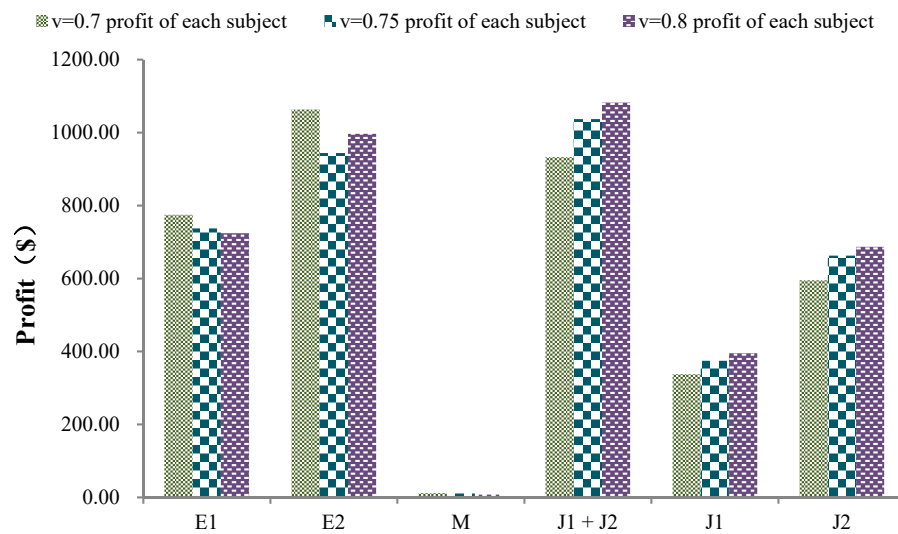 v=0.7 profit of each subject v=0.75 profit of each subject v=0.8 profit of each subject
1200.00
1000.00
800.00
600.00
400.00
200.00
0.00
Profit（$）
E1 E2 M J1 + J2 J1 J2